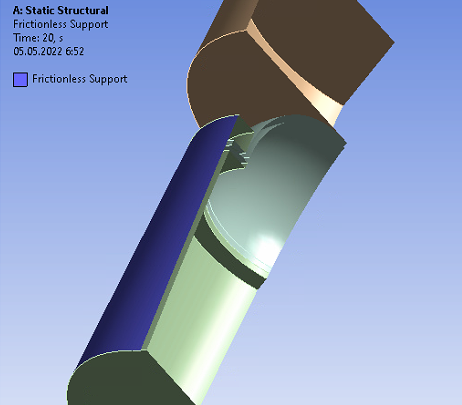 A: Static Structural
Frictionless Support
Time: 20, s
05.05.2022 6:52
Frictionless Support